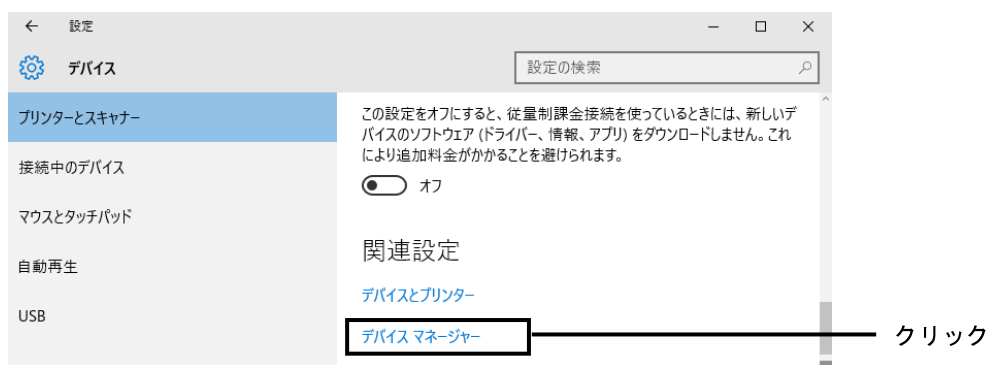 設定
デバイス
設定の検索
プリンターとスキャナー
接続中のデバイス
マウスとタッチパッド
自動再生
USB
この設定をオフにすると、従量制課金接続を使っているときには、新しいデ
バイスのソフトウェア (ドライバー、情報、アプリ) をダウンロードしません。これ
により追加料金がかかることを避けられます。
オフ
関連設定
デバイスとプリンター
デバイス マネージャー
クリック